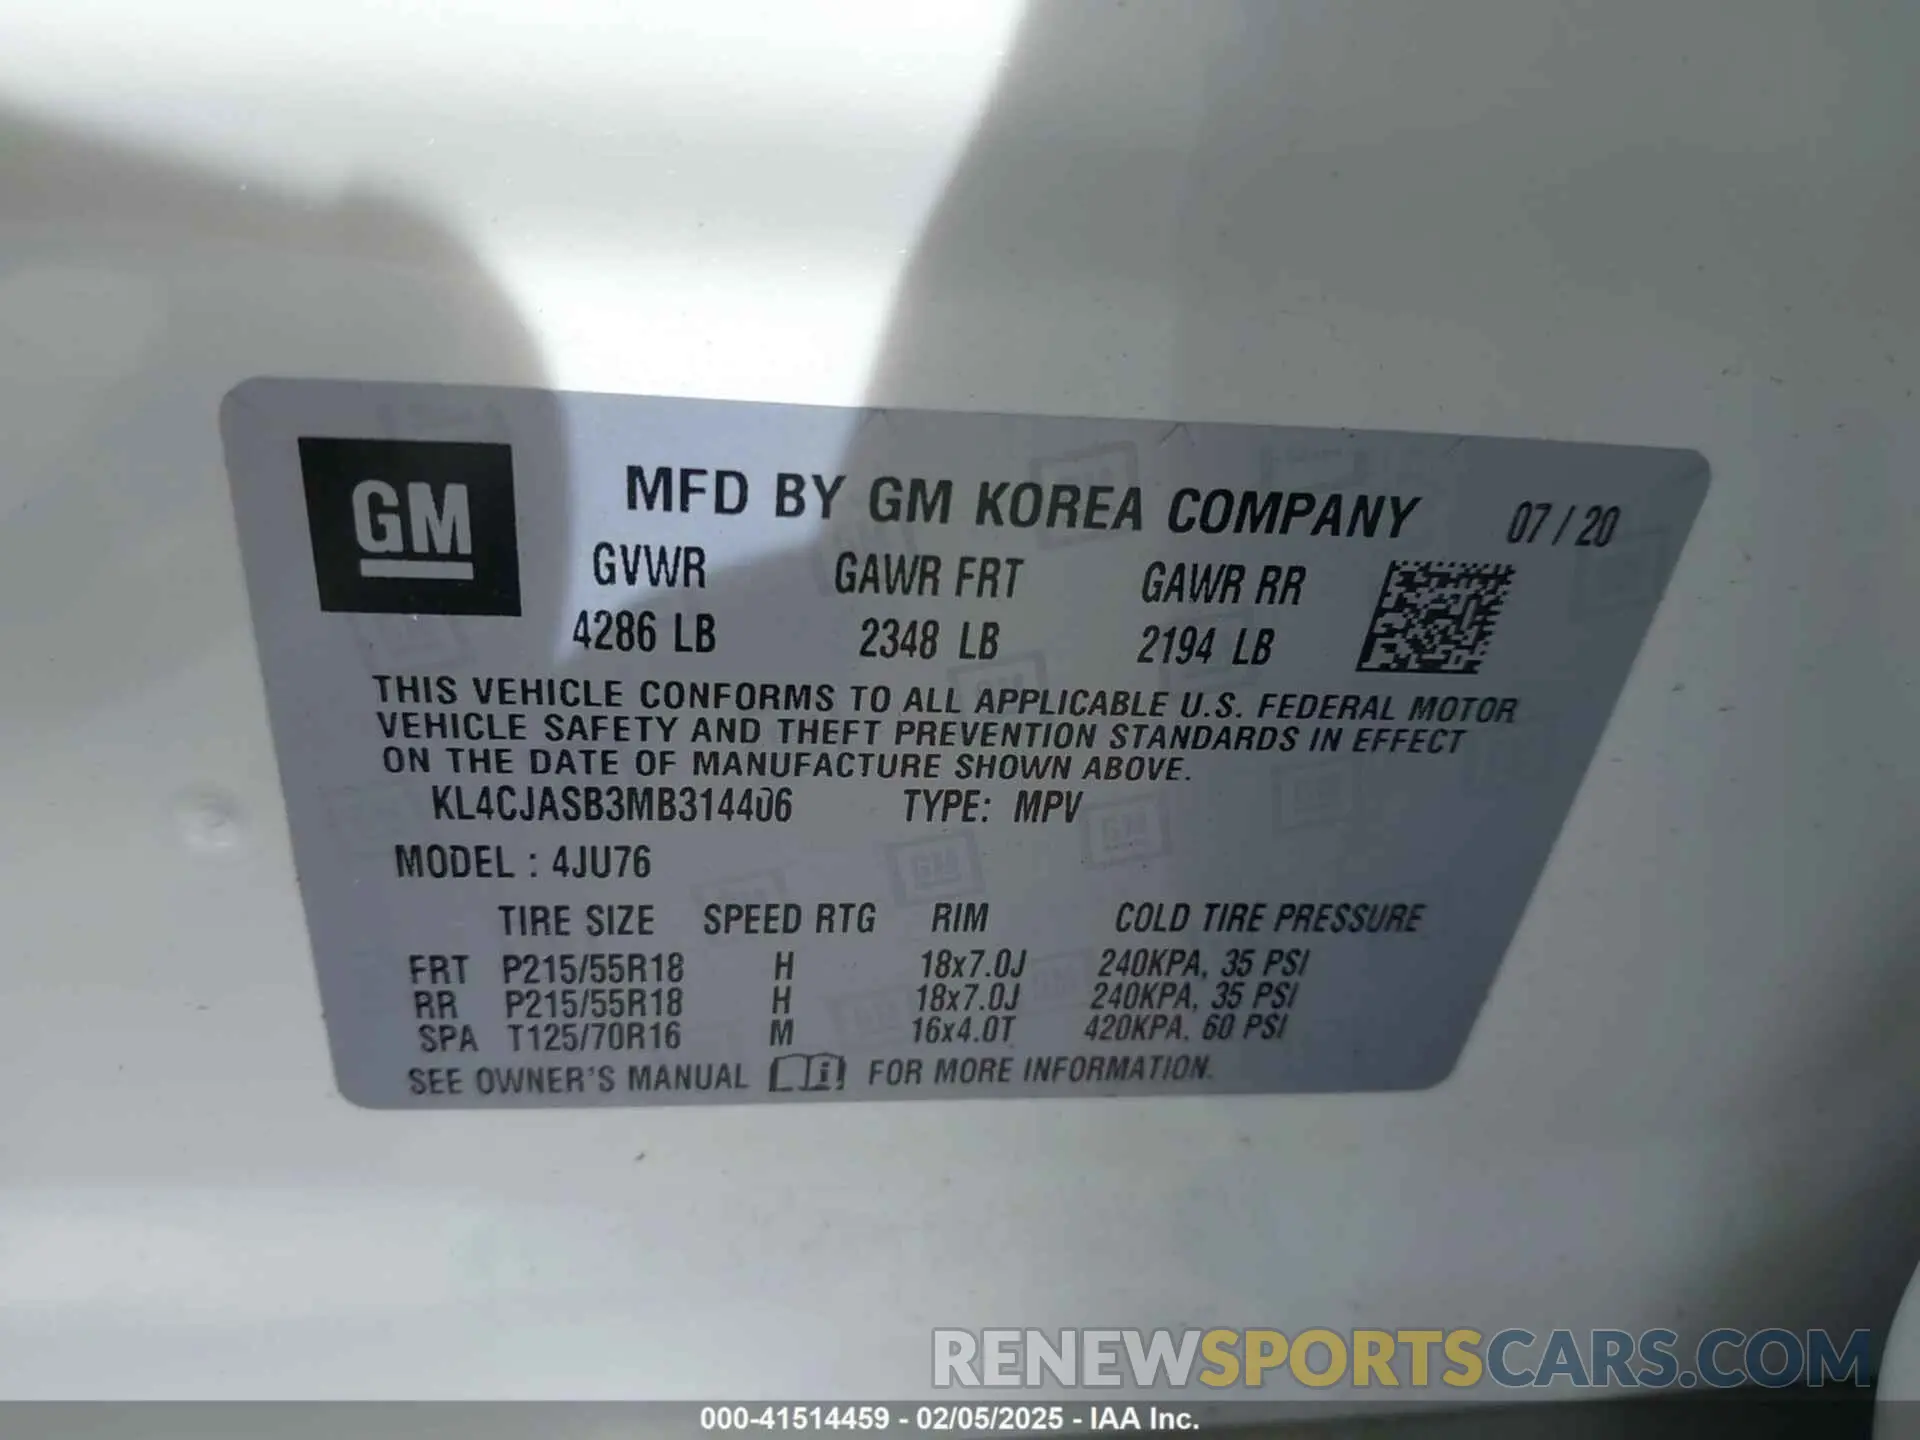 GM
MFD BY GM KOREA COMPANY 07 / 20
GVWR GAWR FRT GAWR RR
4286 LB 2348 LB 2194 LB
THIS VEHICLE CONFORMS TO ALL APPLICABLE U.S. FEDERAL MOTOR
VEHICLE SAFETY AND THEFT PREVENTION STANDARDS IN EFFECT
ON THE DATE OF MANUFACTURE SHOWN ABOVE.
KL4CJASB3MB314406 TYPE: MPV
MODEL : 4JU76
TIRE SIZE SPEED RTG RIM COLD TIRE PRESSURE
FRT P215/55R18 H 18x7.0J 240KPA, 35 PSI
RR P215/55R18 H 18x7.0J 240KPA, 35 PSI
SPA T125/70R16 M 16x4.0T 420KPA, 60 PSI
SEE OWNER'S MANUAL FOR MORE INFORMATION.
RENEWSPORTSCARS.COM
000-41514459 - 02/05/2025 - IAA Inc.